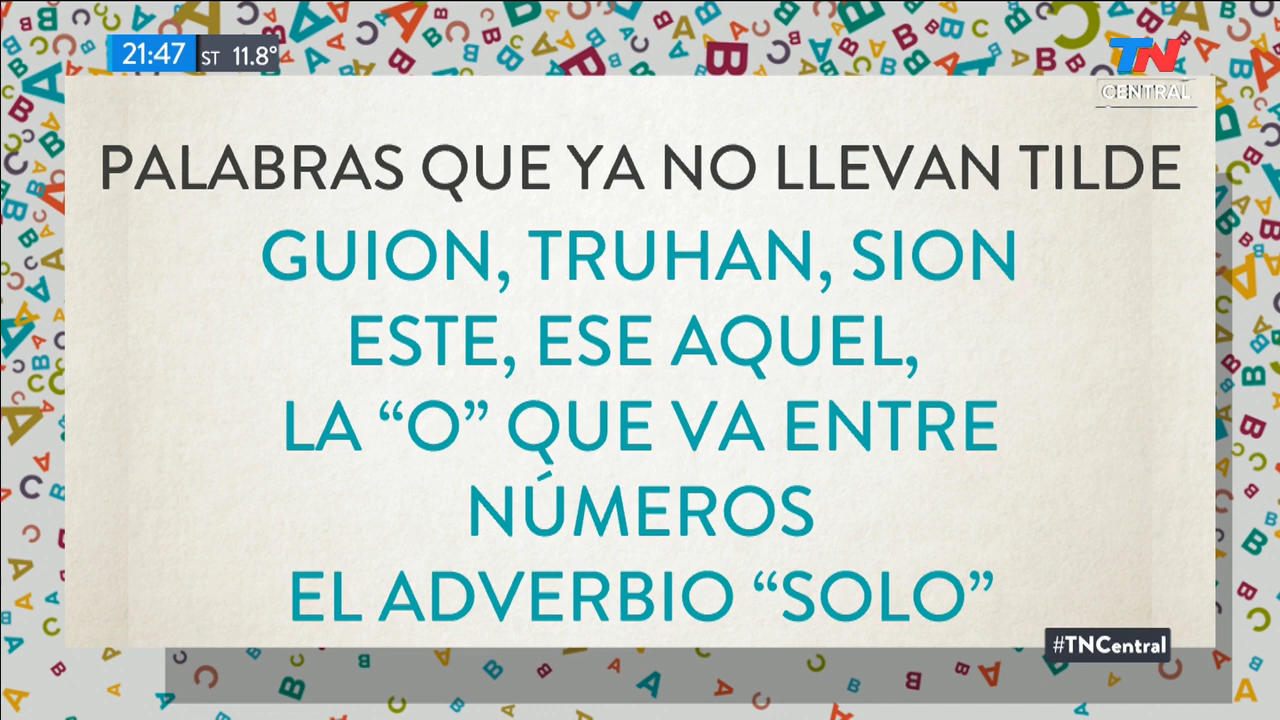 21:47 ST 11.8°
TN
CENTRAL
PALABRAS QUE YA NO LLEVAN TILDE
GUION, TRUHAN, SION
ESTE, ESE AQUEL,
LA “O” QUE VA ENTRE
NÚMEROS
EL ADVERBIO “SOLO”
#TNCentral